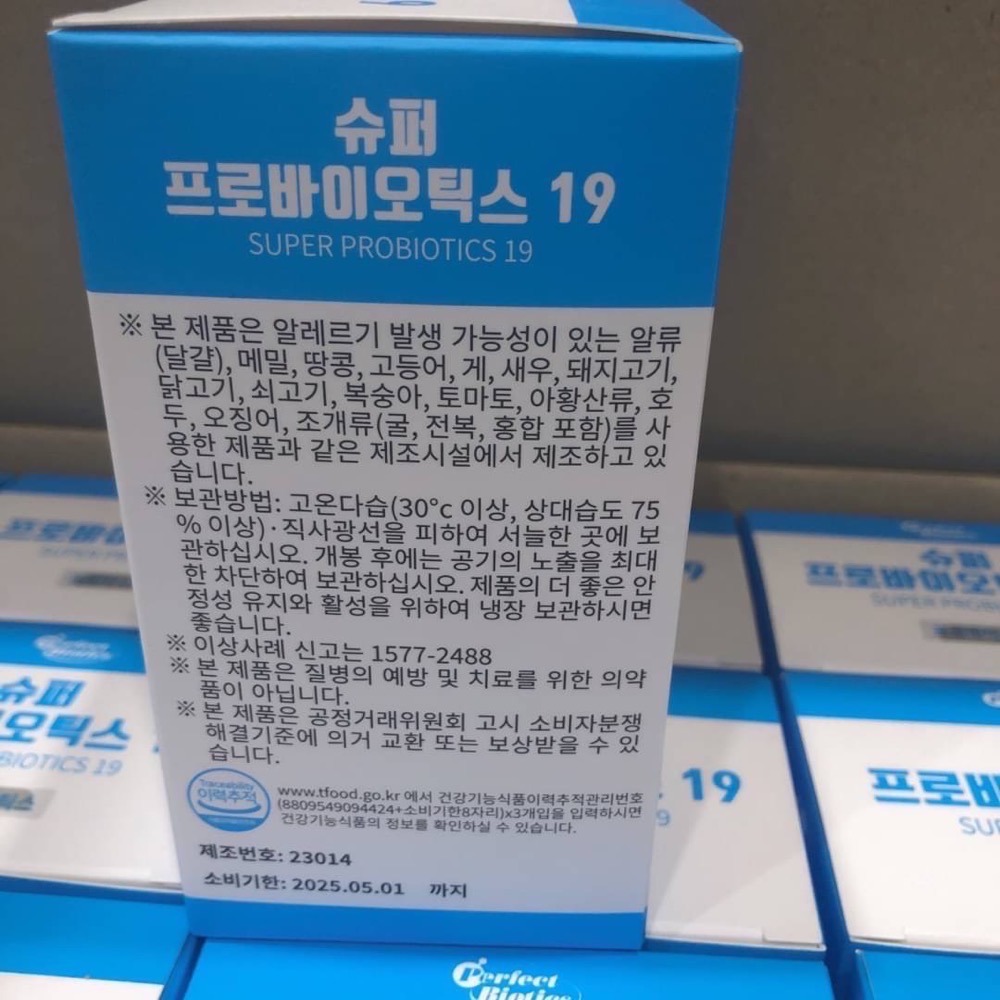 슈퍼
프로바이오틱스 19
SUPER PROBIOTICS 19
※ 본 제품은 알레르기 발생 가능성이 있는 알류
(달걀), 메밀, 땅콩, 고등어, 게, 새우, 돼지고기,
닭고기, 쇠고기, 복숭아, 토마토, 아황산류, 호
두, 오징어, 조개류(굴, 전복, 홍합 포함)를 사
용한 제품과 같은 제조시설에서 제조하고 있
습니다.
※ 보관방법: 고온다습(30°c 이상, 상대습도 75
% 이상)·직사광선을 피하여 서늘한 곳에 보
관하십시오. 개봉 후에는 공기의 노출을 최대
한 차단하여 보관하십시오. 제품의 더 좋은 안
정성 유지와 활성을 위하여 냉장 보관하시면
좋습니다.
※ 이상사례 신고는 1577-2488
※ 본 제품은 질병의 예방 및 치료를 위한 의약
품이 아닙니다.
※ 본 제품은 공정거래위원회 고시 소비자분쟁
해결기준에 의거 교환 또는 보상받을 수 있
습니다.
Traceability
이력추적
www.tfood.go.kr 에서 건강기능식품이력추적관리번호
(8809549094424+소비기한8자리)x3개입을 입력하시면
건강기능식품의 정보를 확인하실 수 있습니다.
제조번호: 23014
소비기한: 2025.05.01 까지
Perfect
Biotics
슈퍼
오틱스
BIOTICS 19
19
Perfect
Biotics